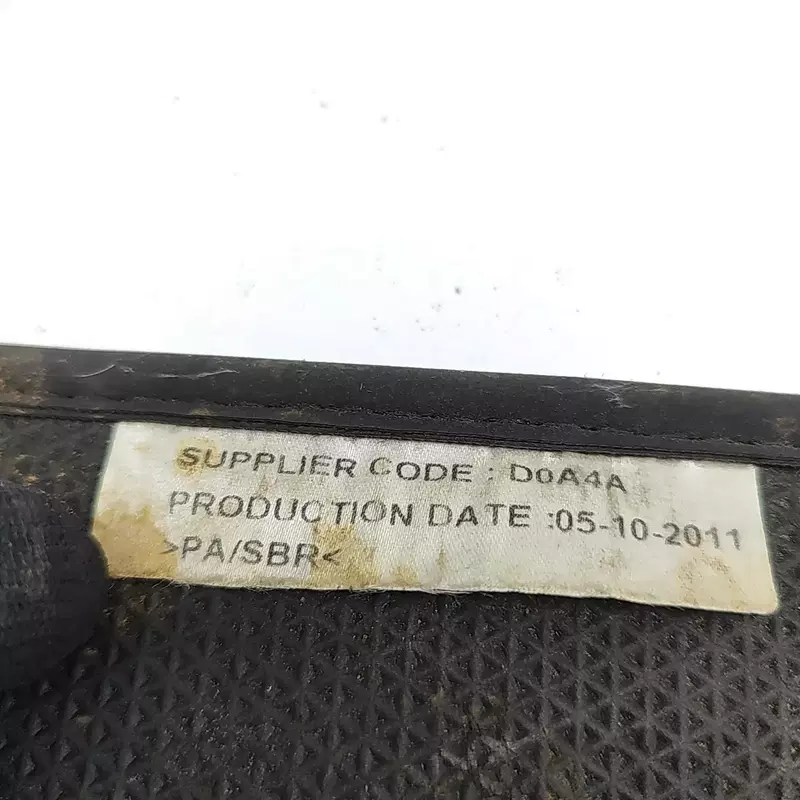 SUPPLIER CODE : D0A4A
PRODUCTION DATE :05-10-2011
>PA/SBR<